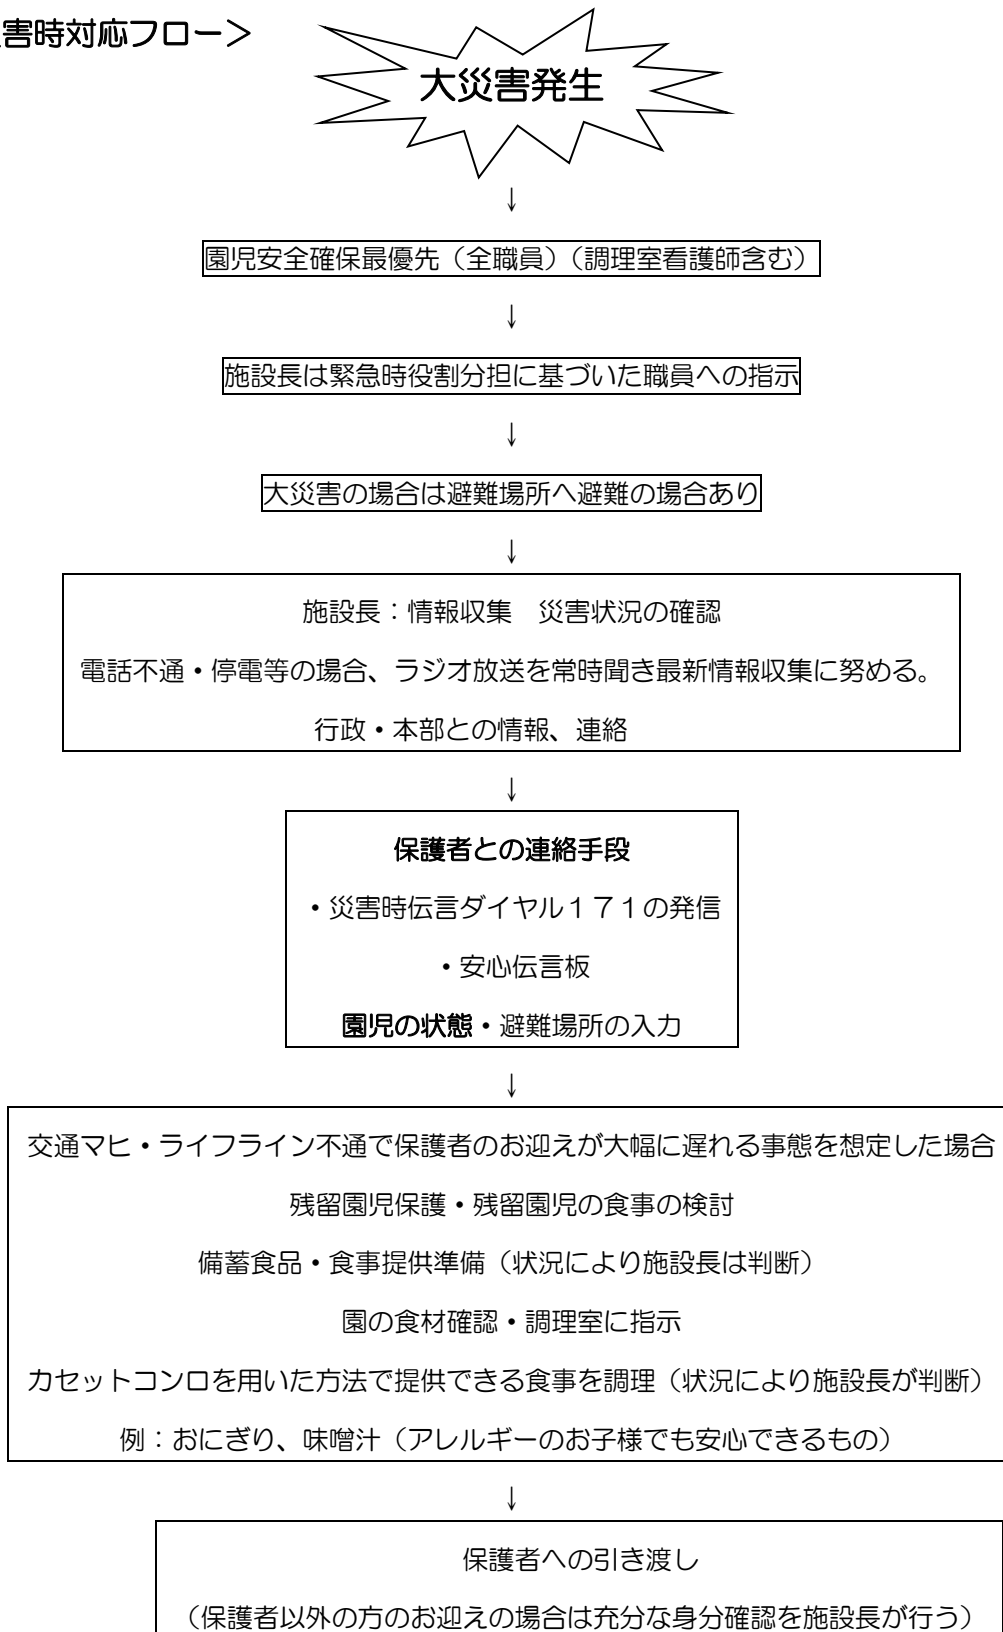 害時対応フロー＞
大災害発生
↓
園児安全確保最優先（全職員）（調理室看護師含む）
↓
施設長は緊急時役割分担に基づいた職員への指示
↓
大災害の場合は避難場所へ避難の場合あり
↓
施設長：情報収集　災害状況の確認
電話不通・停電等の場合、ラジオ放送を常時聞き最新情報収集に努める。
行政・本部との情報、連絡
↓
保護者との連絡手段
・災害時伝言ダイヤル１７１の発信
・安心伝言板
園児の状態・避難場所の入力
↓
交通マヒ・ライフライン不通で保護者のお迎えが大幅に遅れる事態を想定した場合
残留園児保護・残留園児の食事の検討
備蓄食品・食事提供準備（状況により施設長は判断）
園の食材確認・調理室に指示
カセットコンロを用いた方法で提供できる食事を調理（状況により施設長が判断）
例：おにぎり、味噌汁（アレルギーのお子様でも安心できるもの）
↓
保護者への引き渡し
（保護者以外の方のお迎えの場合は充分な身分確認を施設長が行う）